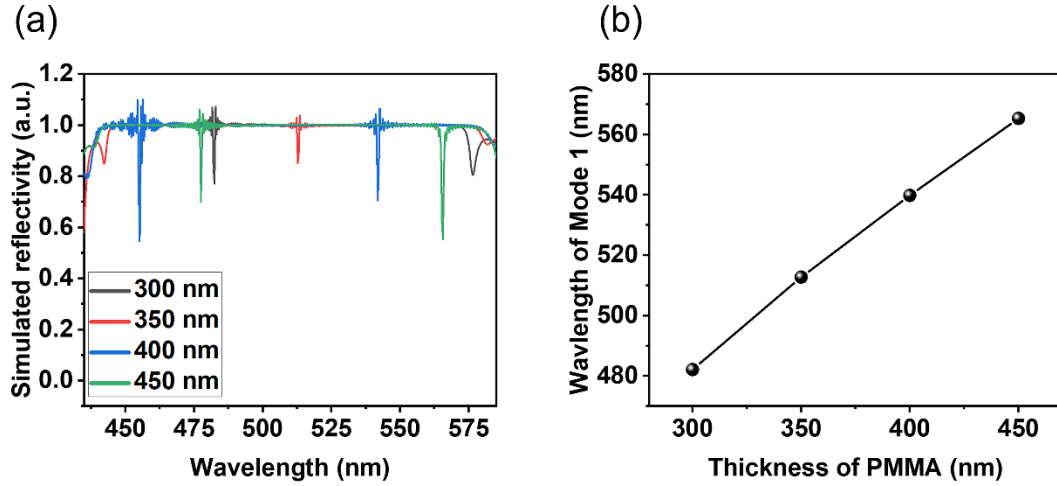 (a)
Simulated reflectivity (a.u.)
1.2
1.0
0.8
0.6
0.4
0.2
0.0
300 nm
350 nm
400 nm
450 nm
450 475 500 525 550 575
Wavelength (nm)
(b)
Wavlength of Mode 1 (nm)
580
560
540
520
500
480
300 350 400 450
Thickness of PMMA (nm)